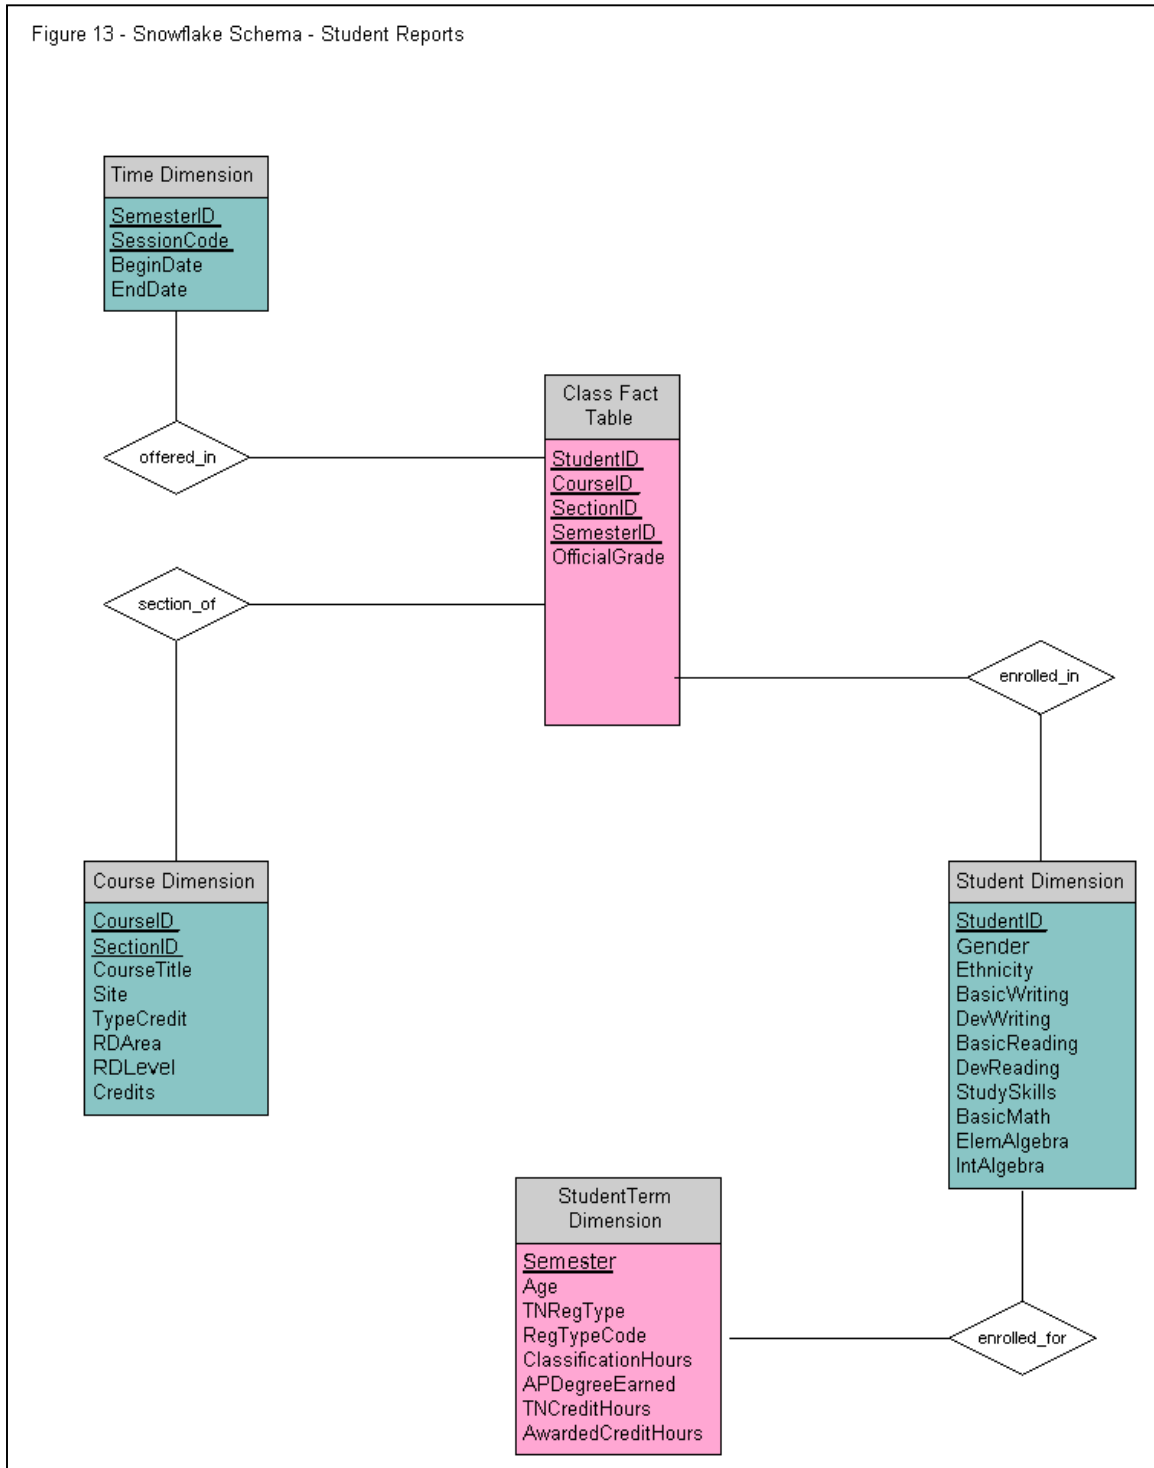 Figure 13 - Snowflake Schema - Student Reports
Time Dimension
SemesterID
SessionCode
BeginDate
EndDate
offered_in
Class Fact
Table
StudentID
CourseID
SectionID
SemesterID
OfficialGrade
section_of
enrolled_in
Course Dimension
CourseID
SectionID
CourseTitle
Site
TypeCredit
RDArea
RDLevel
Credits
Student Dimension
StudentID
Gender
Ethnicity
BasicWriting
DevWriting
BasicReading
DevReading
StudySkills
BasicMath
ElemAlgebra
IntAlgebra
StudentTerm
Dimension
Semester
Age
TNRegType
RegTypeCode
ClassificationHours
APDegreeEarned
TNCreditHours
AwardedCreditHours
enrolled_for